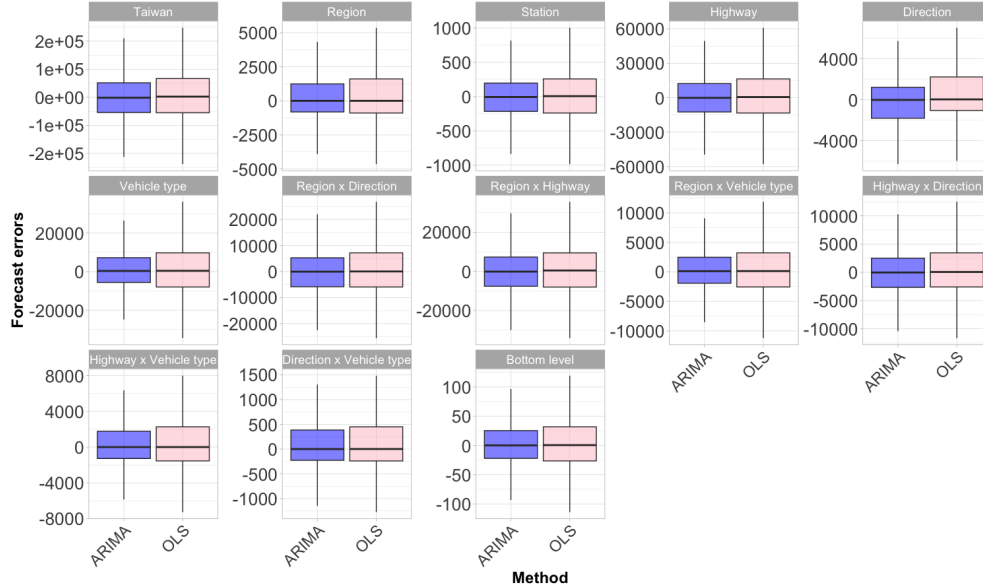 Taiwan
Region
Station
Highway
Direction
2e+05
1e+05
0e+00
-1e+05
-2e+05
5000
2500
0
-2500
-5000
1000
500
0
-500
-1000
60000
30000
0
-30000
-60000
4000
0
-4000
Vehicle type
Region x Direction
Region x Highway
Region x Vehicle type
Highway x Direction
20000
0
-20000
20000
10000
0
-10000
-20000
20000
0
-20000
10000
5000
0
-5000
-10000
10000
5000
0
-5000
-10000
Highway x Vehicle type
Direction x Vehicle type
Bottom level
8000
4000
0
-4000
-8000
1500
1000
500
0
-500
-1000
100
50
0
-50
-100
ARIMA
OLS
ARIMA
OLS
ARIMA
OLS
ARIMA
OLS
ARIMA
OLS
Forecast errors
Method